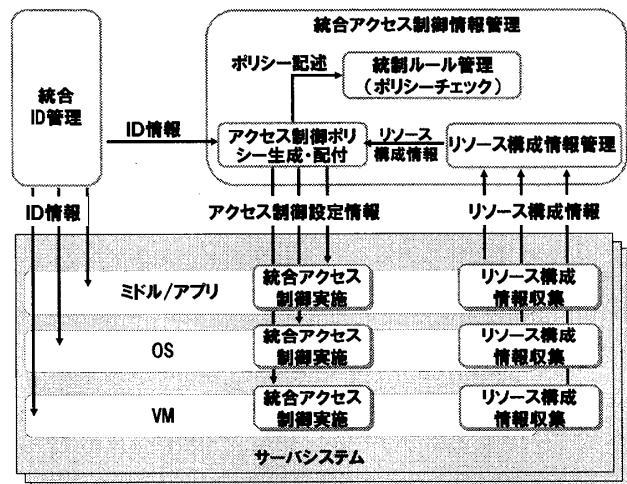 統合アクセス制御情報管理
統合
ID管理
ポリシー記述
統制ルール管理
(ポリシーチェック)
ID情報
アクセス制御ポリ
シー生成・配付
リソース
構成情報
リソース構成情報管理
ID情報
アクセス制御設定情報
リソース構成情報
ミドル/アプリ
統合アクセス
制御実施
リソース構成
情報収集
OS
統合アクセス
制御実施
リソース構成
情報収集
VM
統合アクセス
制御実施
リソース構成
情報収集
サーバシステム